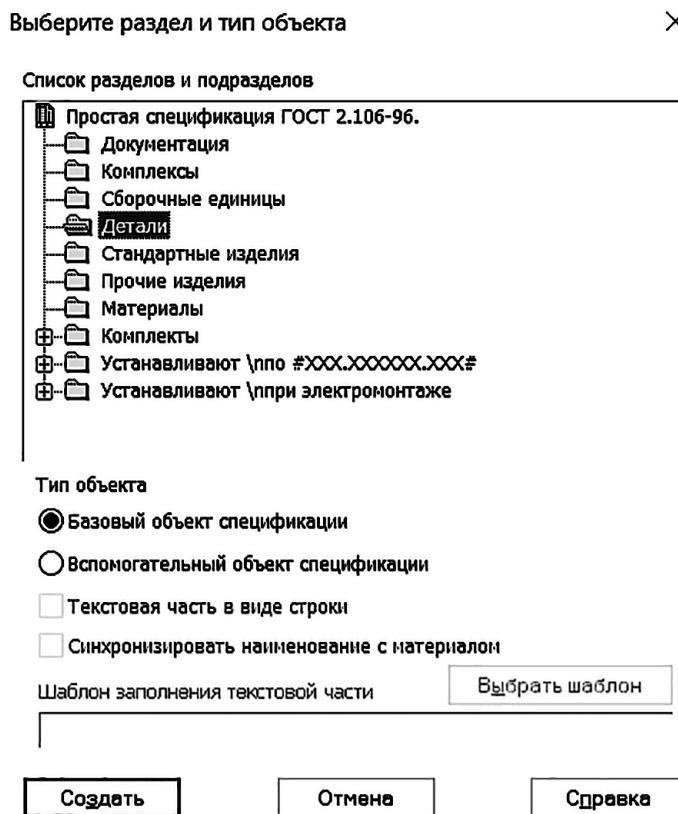 Выберите раздел и тип объекта
Список разделов и подразделов
Простая спецификация ГОСТ 2.106-96.
Документация
Комплексы
Сборочные единицы
Детали
Стандартные изделия
Прочие изделия
Материалы
Комплекты
Устанавливают \nпо #XXX.XXXXXX.XXX#
Устанавливают \nпри электромонтаже
Тип объекта
Базовый объект спецификации
Вспомогательный объект спецификации
Текстовая часть в виде строки
Синхронизировать наименование с материалом
Шаблон заполнения текстовой части Выбрать шаблон
Создать Отмена Справка